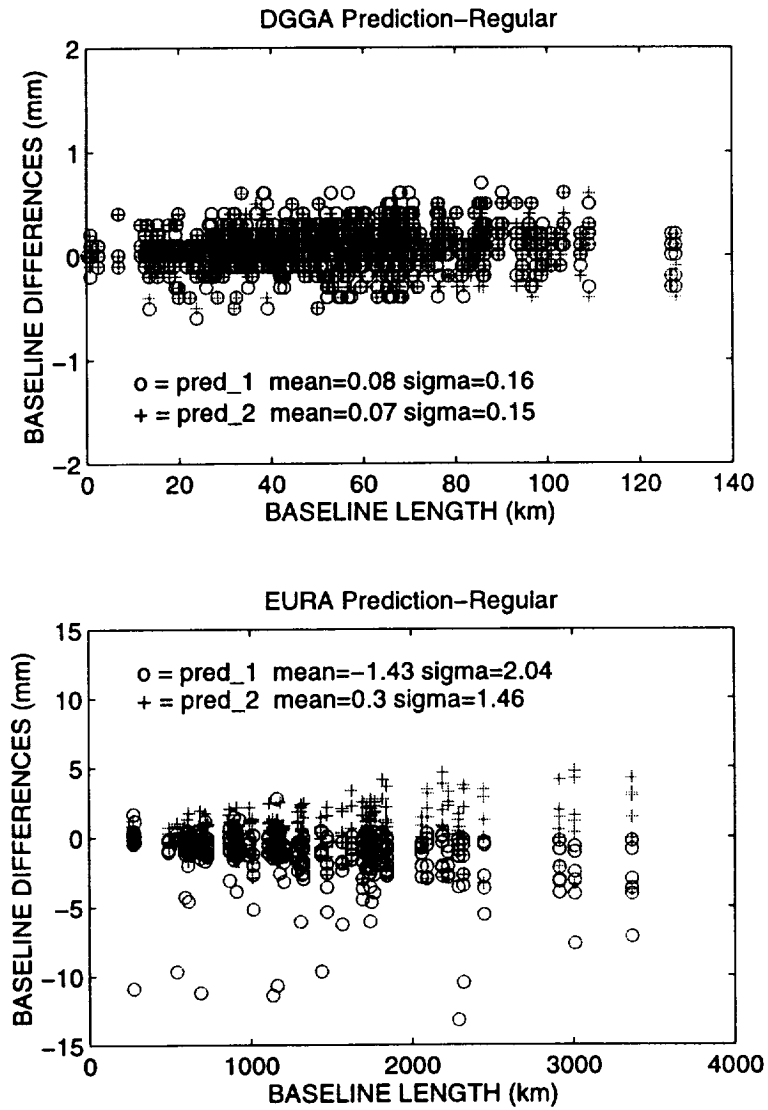 DGGA Prediction–Regular
BASELINE DIFFERENCES (mm)
2
1
0
−1
−2
o = pred_1 mean=0.08 sigma=0.16
+ = pred_2 mean=0.07 sigma=0.15
0 20 40 60 80 100 120 140
BASELINE LENGTH (km)
EURA Prediction–Regular
BASELINE DIFFERENCES (mm)
15
10
5
0
−5
−10
−15
o = pred_1 mean=−1.43 sigma=2.04
+ = pred_2 mean=0.3 sigma=1.46
0 1000 2000 3000 4000
BASELINE LENGTH (km)